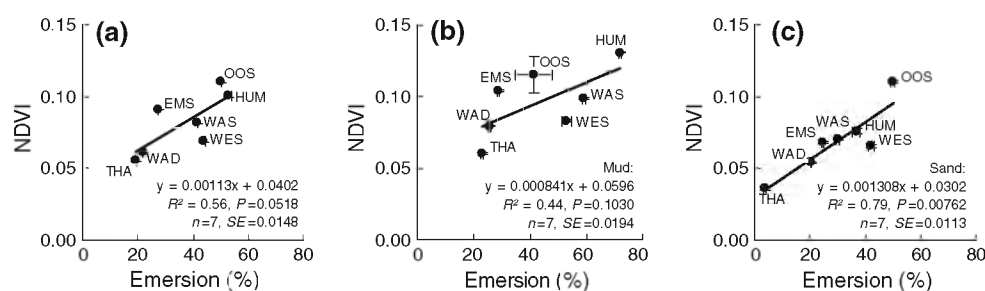 (a)
0.15
0.10
0.05
0.00
NDVI
OOS
EMS
HUM
WAS
WES
WAD
THA
y = 0.00113x + 0.0402
R² = 0.56, P=0.0518
n=7, SE=0.0148
0 20 40 60 80
Emersion (%)
(b)
0.15
0.10
0.05
0.00
NDVI
HUM
TOOS
EMS
WAS
WAD
WES
THA
Mud:
y = 0.000841x + 0.0596
R² = 0.44, P=0.1030
n=7, SE=0.0194
0 20 40 60 80
Emersion (%)
(c)
0.15
0.10
0.05
0.00
NDVI
OOS
WAS
EMS
HUM
WAD
WES
THA
Sand:
y = 0.001308x + 0.0302
R² = 0.79, P=0.00762
n=7, SE=0.0113
0 20 40 60 80
Emersion (%)